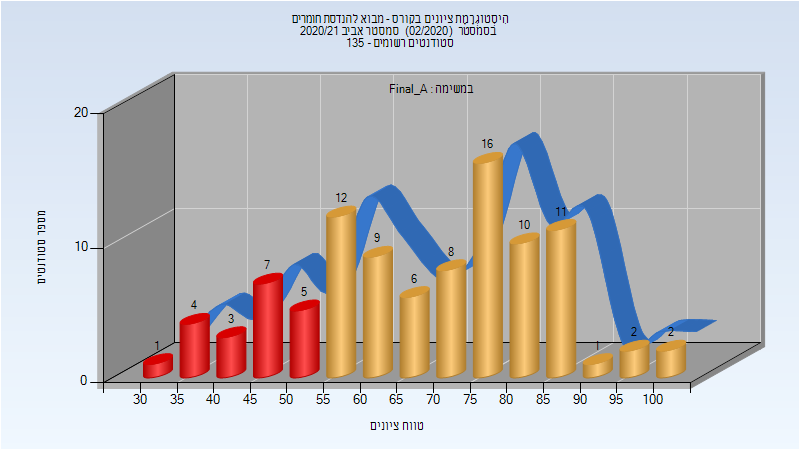 היסטוגרמת ציונים בקורס - מבוא להנדסת חומרים
בסמסטר (02/2020) סמסטר אביב 2020/21
סטודנטים רשומים - 135
במשימה : Final_A
מספר סטודנטים
20
10
0
1
4
3
7
5
12
9
6
8
16
10
11
1
2
2
30 35 40 45 50 55 60 65 70 75 80 85 90 95 100
טווח ציונים